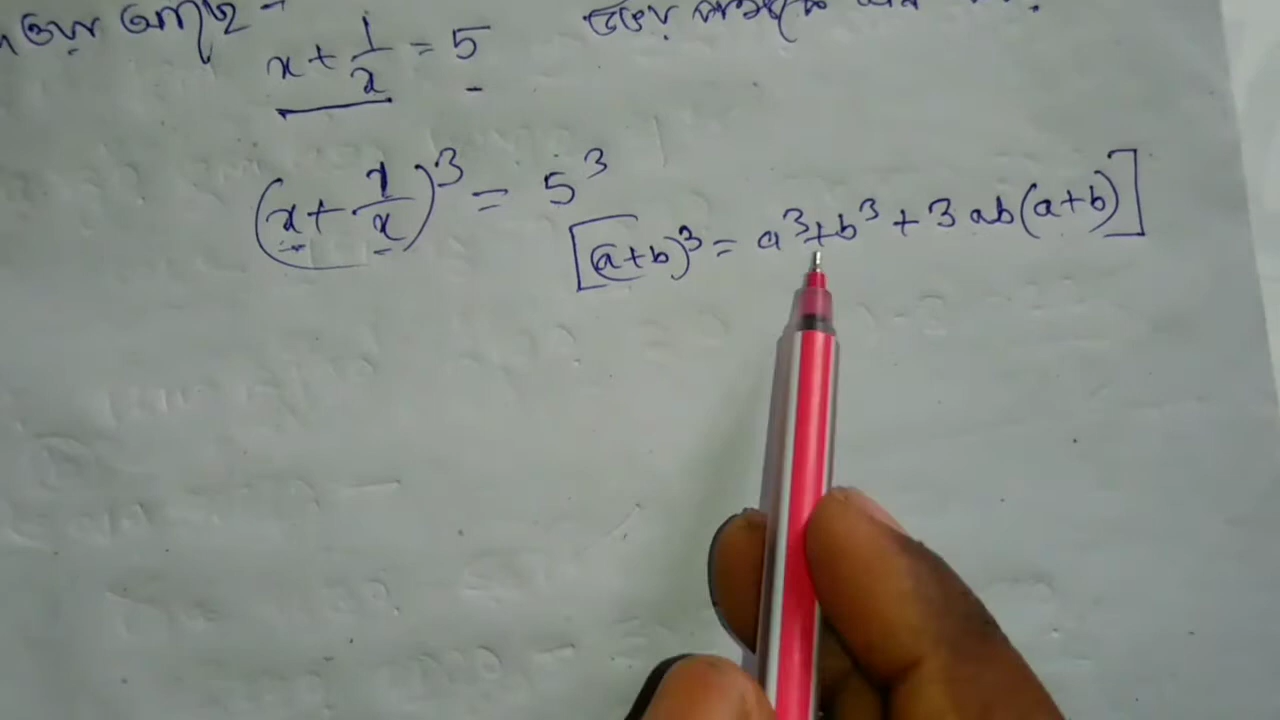 x + 1/x = 5
(x + 1/x)³ = 5³
[(a+b)³ = a³+b³ + 3ab(a+b)]